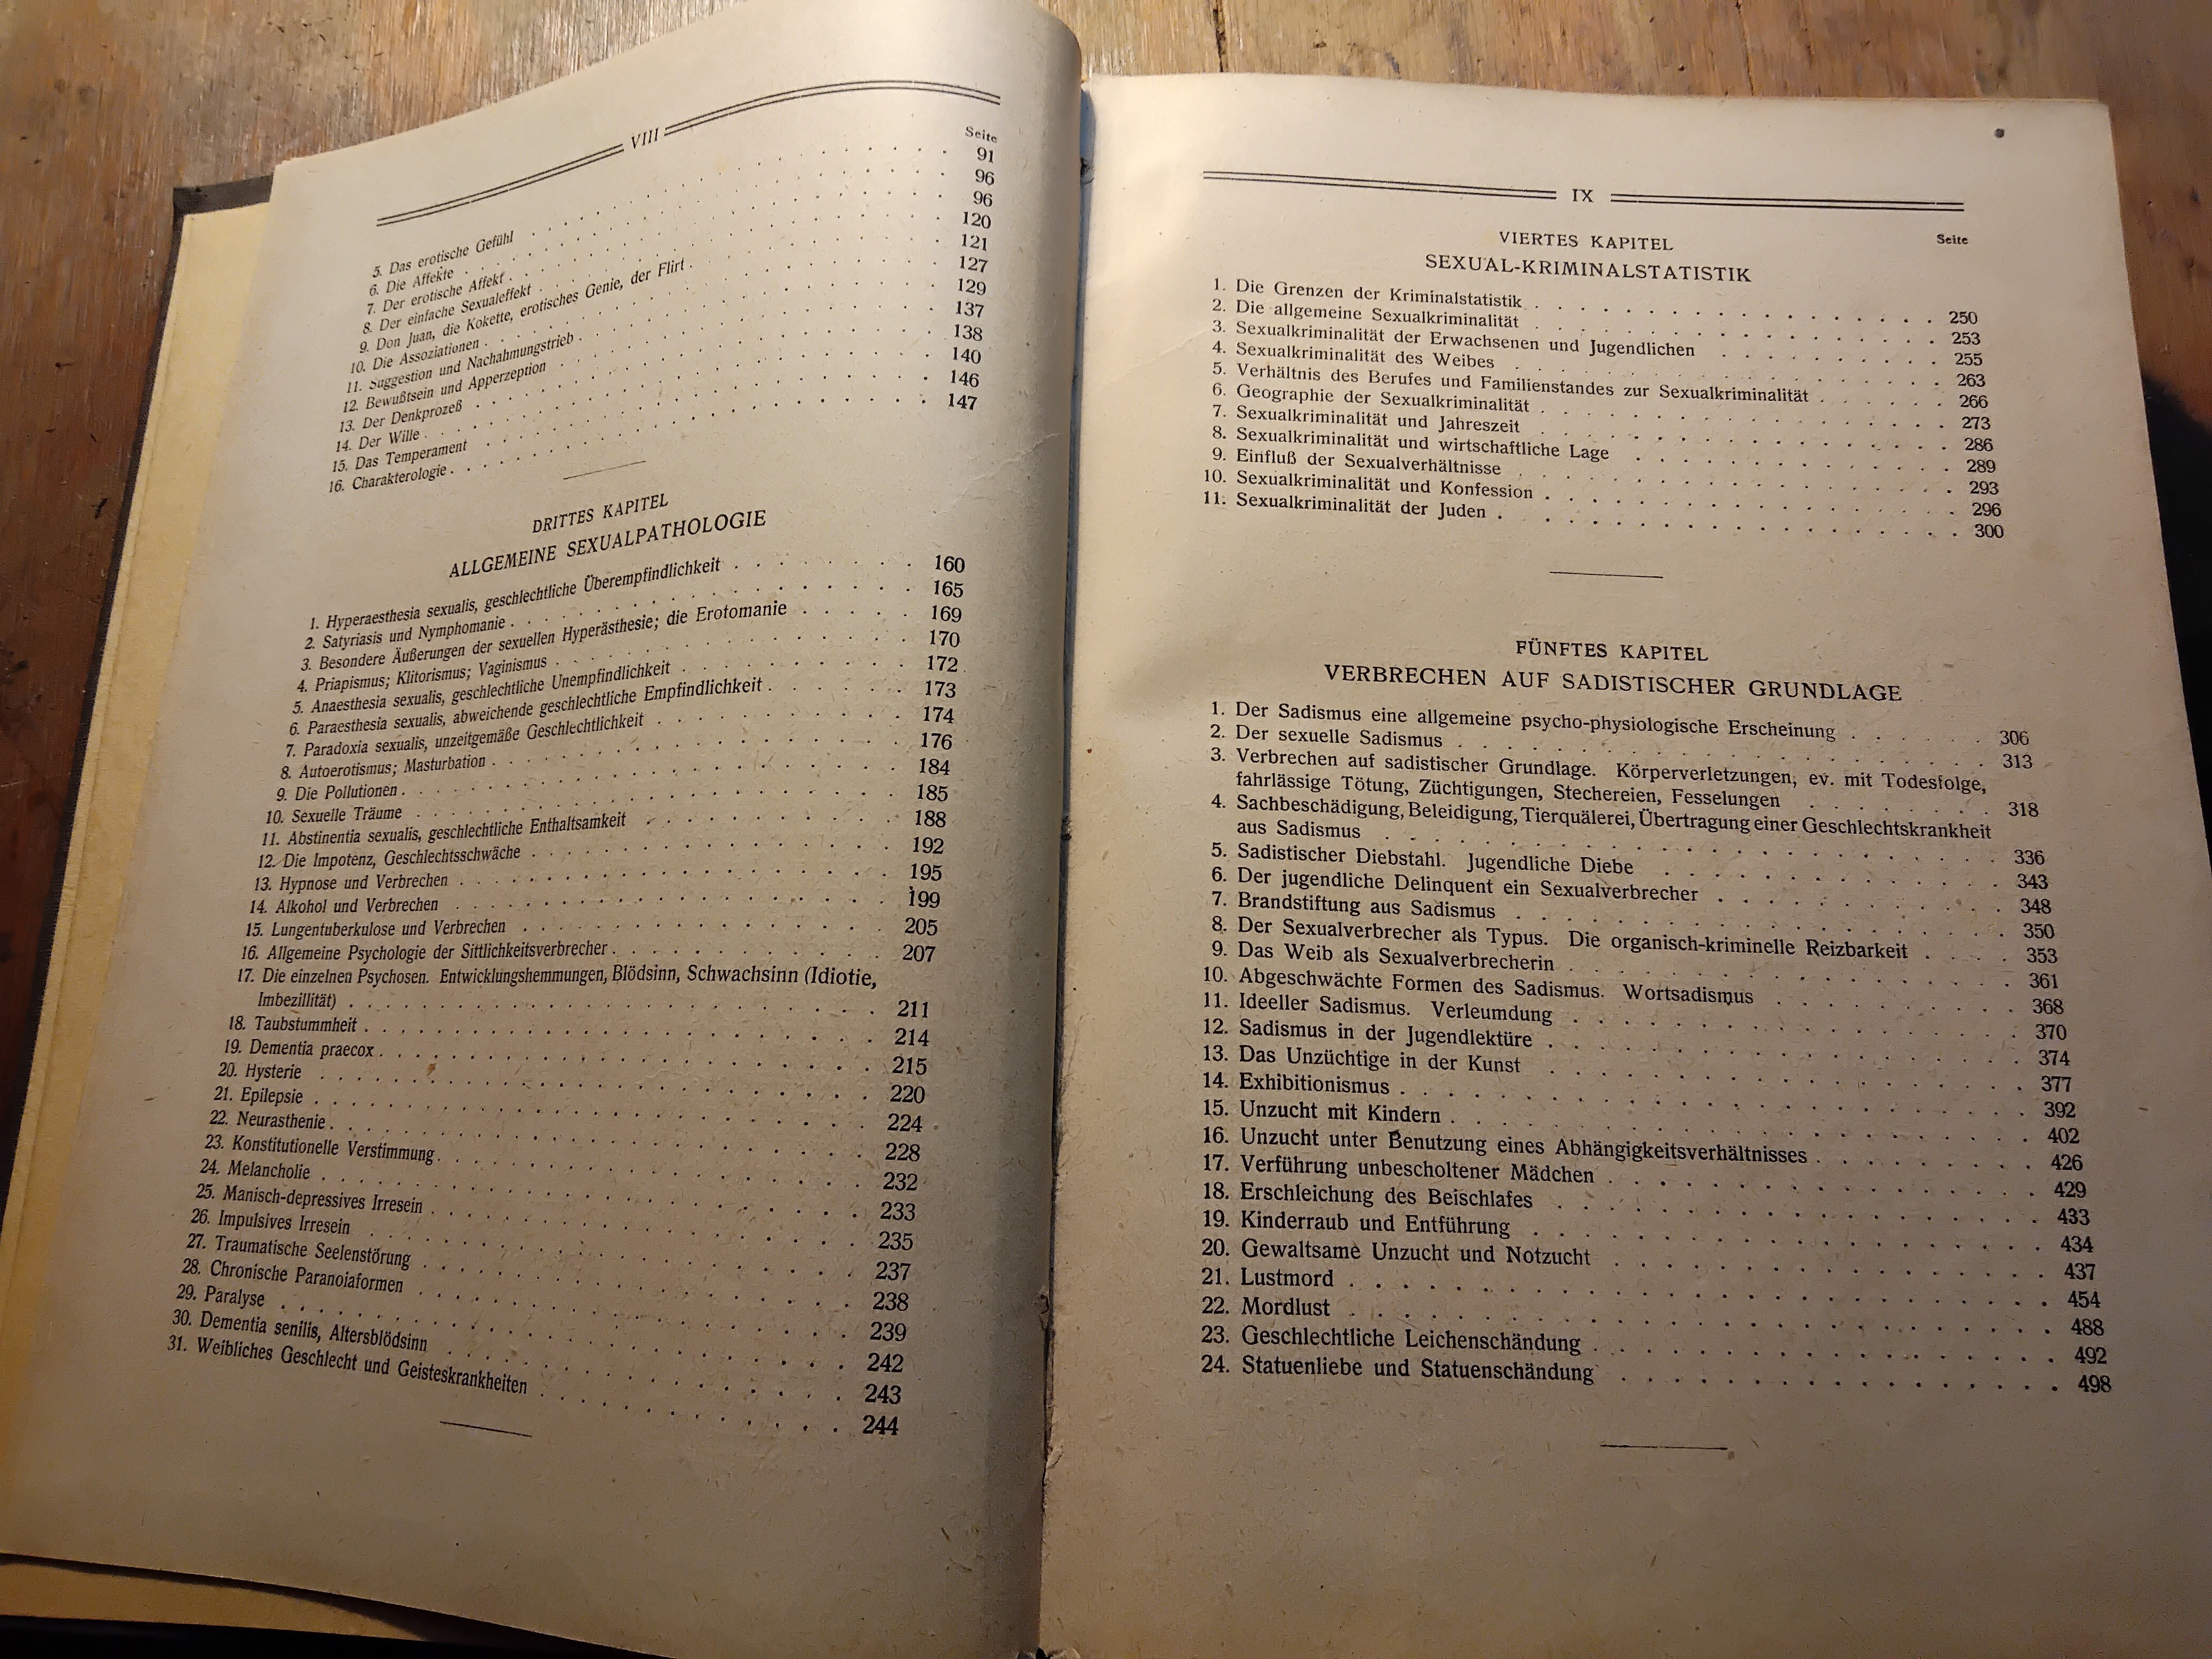 VIII
Seite
5. Das erotische Gefühl . . . . . 91
6. Die Affekte . . . . . 96
7. Der erotische Affekt . . . . . 96
8. Der einfache Sexualeffekt . . . . . 120
9. Don Juan, die Kokette, erotisches Genie, der Flirt . . . . . 121
10. Die Assoziationen . . . . . 127
11. Suggestion und Nachahmungstrieb . . . . . 129
12. Bewußtsein und Apperzeption . . . . . 137
13. Der Denkprozeß . . . . . 138
14. Der Wille . . . . . 140
15. Das Temperament . . . . . 146
16. Charakterologie . . . . . 147
DRITTES KAPITEL
ALLGEMEINE SEXUALPATHOLOGIE
1. Hyperaesthesia sexualis, geschlechtliche Überempfindlichkeit . . . . . 160
2. Satyriasis und Nymphomanie . . . . . 165
3. Besondere Äußerungen der sexuellen Hyperästhesie; die Erotomanie . . . . . 169
4. Priapismus; Klitorismus; Vaginismus . . . . . 170
5. Anaesthesia sexualis, geschlechtliche Unempfindlichkeit . . . . . 172
6. Paraesthesia sexualis, abweichende geschlechtliche Empfindlichkeit . . . . . 173
7. Paradoxia sexualis, unzeitgemäße Geschlechtlichkeit . . . . . 174
8. Autoerotismus; Masturbation . . . . . 176
9. Die Pollutionen . . . . . 184
10. Sexuelle Träume . . . . . 185
11. Abstinentia sexualis, geschlechtliche Enthaltsamkeit . . . . . 188
12. Die Impotenz, Geschlechtsschwäche . . . . . 192
13. Hypnose und Verbrechen . . . . . 195
14. Alkohol und Verbrechen . . . . . 199
15. Lungentuberkulose und Verbrechen . . . . . 205
16. Allgemeine Psychologie der Sittlichkeitsverbrecher . . . . . 207
17. Die einzelnen Psychosen. Entwicklungshemmungen, Blödsinn, Schwachsinn (Idiotie,
Imbezillität) . . . . . 211
18. Taubstummheit . . . . . 214
19. Dementia praecox . . . . . 215
20. Hysterie . . . . . 220
21. Epilepsie . . . . . 224
22. Neurasthenie . . . . . 228
23. Konstitutionelle Verstimmung . . . . . 232
24. Melancholie . . . . . 233
25. Manisch-depressives Irresein . . . . . 235
26. Impulsives Irresein . . . . . 237
27. Traumatische Seelenstörung . . . . . 238
28. Chronische Paranoiaformen . . . . . 239
29. Paralyse . . . . . 242
30. Dementia senilis, Altersblödsinn . . . . . 243
31. Weibliches Geschlecht und Geisteskrankheiten . . . . . 244
IX
Seite
VIERTES KAPITEL
SEXUAL-KRIMINALSTATISTIK
1. Die Grenzen der Kriminalstatistik . . . . . 250
2. Die allgemeine Sexualkriminalität . . . . . 253
3. Sexualkriminalität der Erwachsenen und Jugendlichen . . . . . 255
4. Sexualkriminalität des Weibes . . . . . 263
5. Verhältnis des Berufes und Familienstandes zur Sexualkriminalität . . . . . 266
6. Geographie der Sexualkriminalität . . . . . 273
7. Sexualkriminalität und Jahreszeit . . . . . 286
8. Sexualkriminalität und wirtschaftliche Lage . . . . . 289
9. Einfluß der Sexualverhältnisse . . . . . 293
10. Sexualkriminalität und Konfession . . . . . 296
11. Sexualkriminalität der Juden . . . . . 300
FÜNFTES KAPITEL
VERBRECHEN AUF SADISTISCHER GRUNDLAGE
1. Der Sadismus eine allgemeine psycho-physiologische Erscheinung . . . . . 306
2. Der sexuelle Sadismus . . . . . 313
3. Verbrechen auf sadistischer Grundlage. Körperverletzungen, ev. mit Todesfolge,
fahrlässige Tötung, Züchtigungen, Stechereien, Fesselungen . . . . . 318
4. Sachbeschädigung, Beleidigung, Tierquälerei, Übertragung einer Geschlechtskrankheit
aus Sadismus . . . . . 336
5. Sadistischer Diebstahl. Jugendliche Diebe . . . . . 343
6. Der jugendliche Delinquent ein Sexualverbrecher . . . . . 348
7. Brandstiftung aus Sadismus . . . . . 350
8. Der Sexualverbrecher als Typus. Die organisch-kriminelle Reizbarkeit . . . . . 353
9. Das Weib als Sexualverbrecherin . . . . . 361
10. Abgeschwächte Formen des Sadismus. Wortsadismus . . . . . 368
11. Ideeller Sadismus. Verleumdung . . . . . 370
12. Sadismus in der Jugendlektüre . . . . . 374
13. Das Unzüchtige in der Kunst . . . . . 377
14. Exhibitionismus . . . . . 392
15. Unzucht mit Kindern . . . . . 402
16. Unzucht unter Benutzung eines Abhängigkeitsverhältnisses . . . . . 426
17. Verführung unbescholtener Mädchen . . . . . 429
18. Erschleichung des Beischlafes . . . . . 433
19. Kinderraub und Entführung . . . . . 434
20. Gewaltsame Unzucht und Notzucht . . . . . 437
21. Lustmord . . . . . 454
22. Mordlust . . . . . 488
23. Geschlechtliche Leichenschändung . . . . . 492
24. Statuenliebe und Statuenschändung . . . . . 498